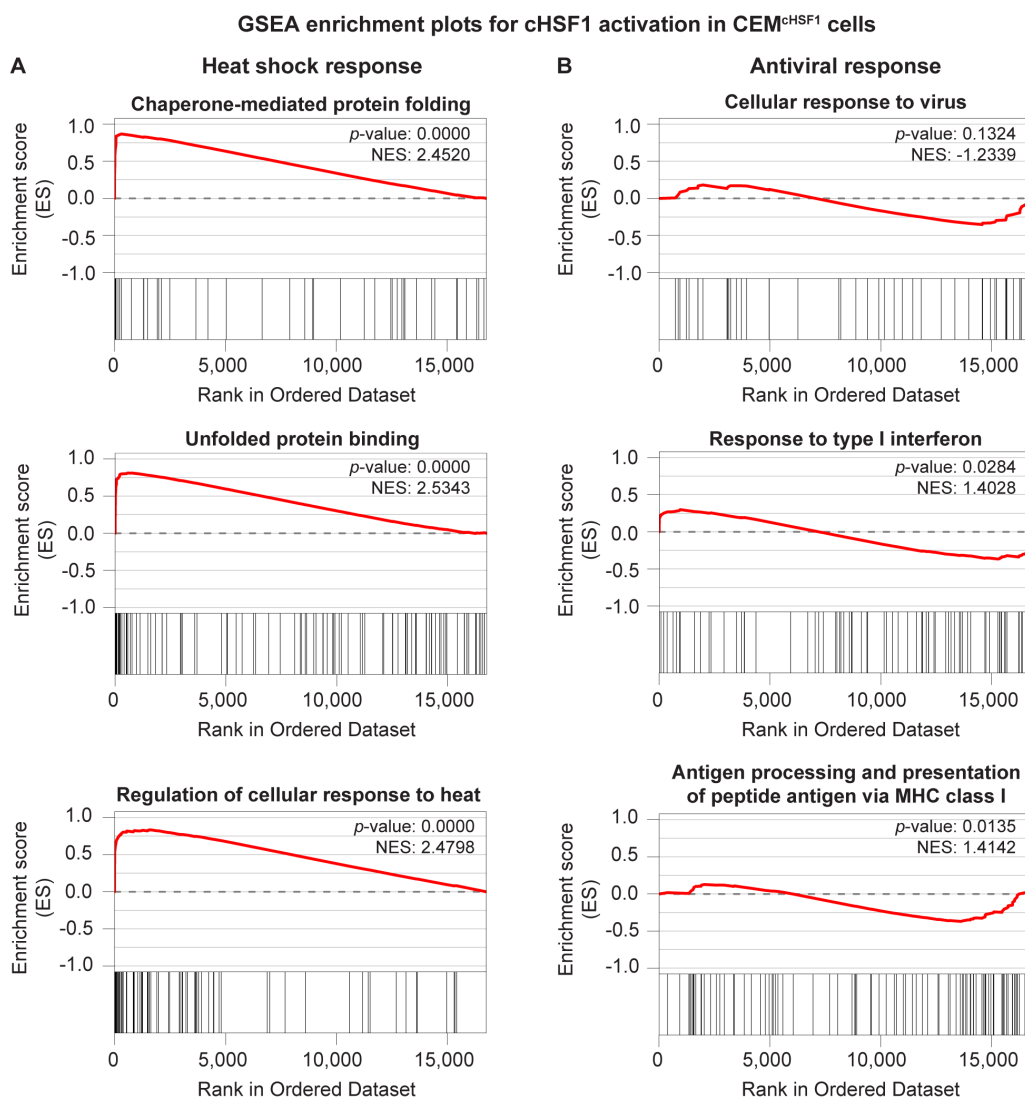 GSEA enrichment plots for cHSF1 activation in CEMcHSF1 cells
A
Heat shock response
Chaperone-mediated protein folding
p-value: 0.0000
NES: 2.4520
1.0
0.5
0.0
-0.5
-1.0
Enrichment score
(ES)
0
5,000
10,000
15,000
Rank in Ordered Dataset
Unfolded protein binding
p-value: 0.0000
NES: 2.5343
1.0
0.5
0.0
-0.5
-1.0
Enrichment score
(ES)
0
5,000
10,000
15,000
Rank in Ordered Dataset
Regulation of cellular response to heat
p-value: 0.0000
NES: 2.4798
1.0
0.5
0.0
-0.5
-1.0
Enrichment score
(ES)
0
5,000
10,000
15,000
Rank in Ordered Dataset
B
Antiviral response
Cellular response to virus
p-value: 0.1324
NES: -1.2339
1.0
0.5
0.0
-0.5
-1.0
Enrichment score
(ES)
0
5,000
10,000
15,000
Rank in Ordered Dataset
Response to type I interferon
p-value: 0.0284
NES: 1.4028
1.0
0.5
0.0
-0.5
-1.0
Enrichment score
(ES)
0
5,000
10,000
15,000
Rank in Ordered Dataset
Antigen processing and presentation
of peptide antigen via MHC class I
p-value: 0.0135
NES: 1.4142
1.0
0.5
0.0
-0.5
-1.0
Enrichment score
(ES)
0
5,000
10,000
15,000
Rank in Ordered Dataset